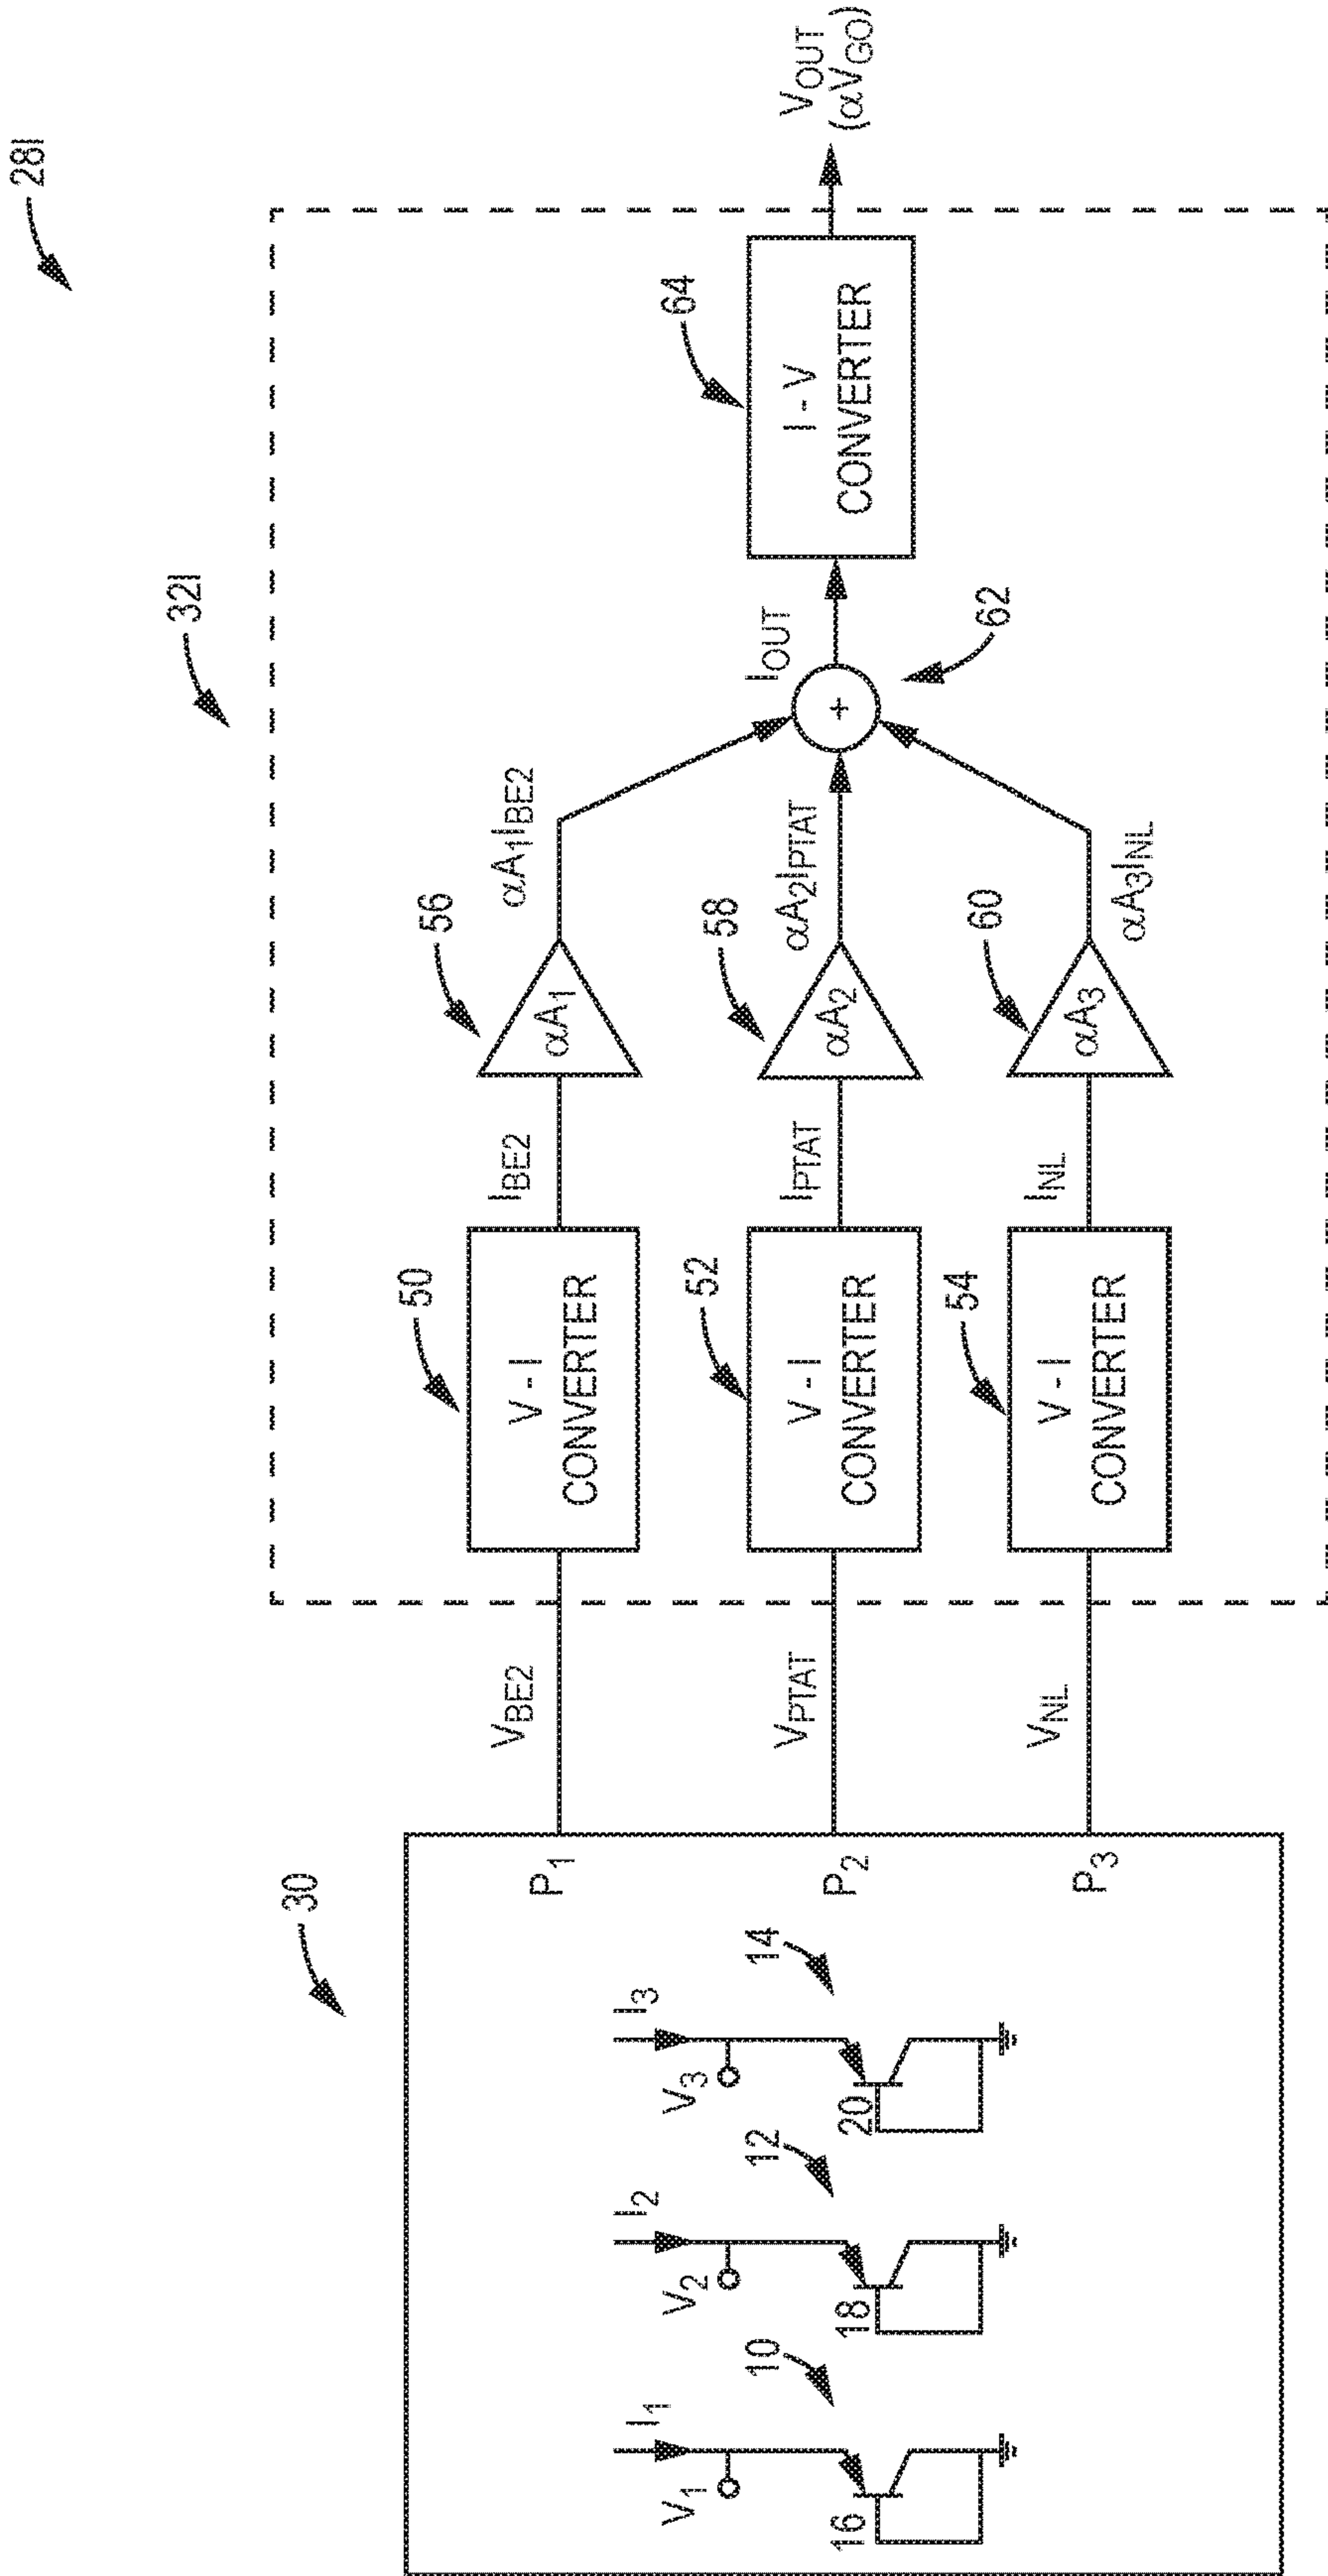 28I
32I
30
V1
I1
10
16
V2
I2
12
18
V3
I3
14
20
P1
P2
P3
VBE2
VPTAT
VNL
50
V - I
CONVERTER
52
V - I
CONVERTER
54
V - I
CONVERTER
IBE2
IPTAT
INL
56
αA1
58
αA2
60
αA3
αA1IBE2
αA2IPTAT
αA3INL
+
62
IOUT
64
I - V
CONVERTER
VOUT
(αVGO)